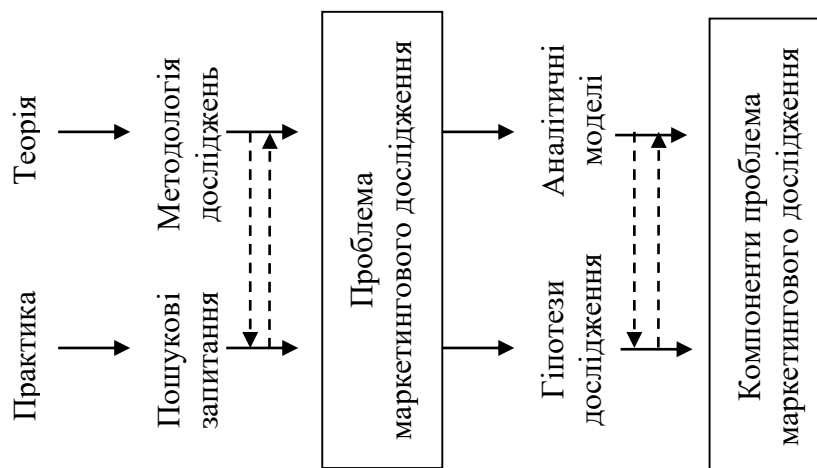 Теорія
Методологія
досліджень
Практика
Пошукові
запитання
Проблема
маркетингового дослідження
Аналітичні
моделі
Гіпотези
дослідження
Компоненти проблема
маркетингового дослідження